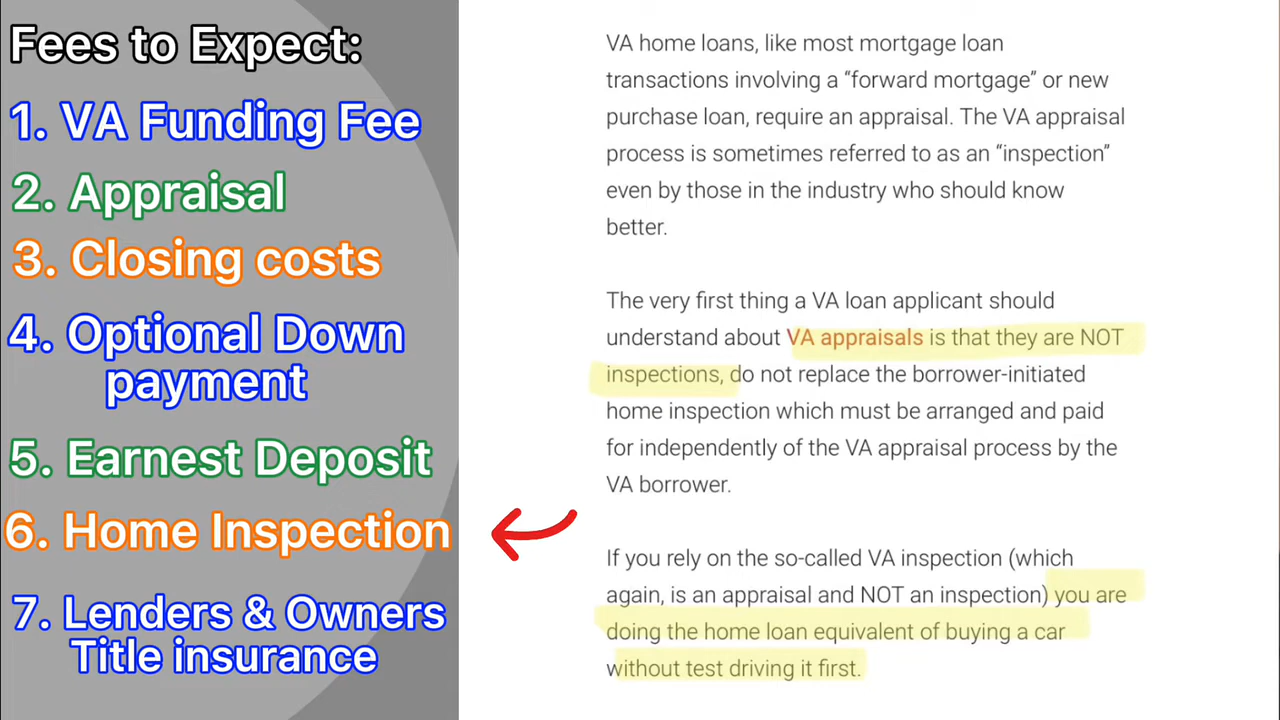 Fees to Expect:
1. VA Funding Fee
2. Appraisal
3. Closing costs
4. Optional Down
payment
5. Earnest Deposit
6. Home Inspection
7. Lenders & Owners
Title insurance
VA home loans, like most mortgage loan
transactions involving a “forward mortgage” or new
purchase loan, require an appraisal. The VA appraisal
process is sometimes referred to as an “inspection”
even by those in the industry who should know
better.
The very first thing a VA loan applicant should
understand about VA appraisals is that they are NOT
inspections, do not replace the borrower-initiated
home inspection which must be arranged and paid
for independently of the VA appraisal process by the
VA borrower.
If you rely on the so-called VA inspection (which
again, is an appraisal and NOT an inspection) you are
doing the home loan equivalent of buying a car
without test driving it first.